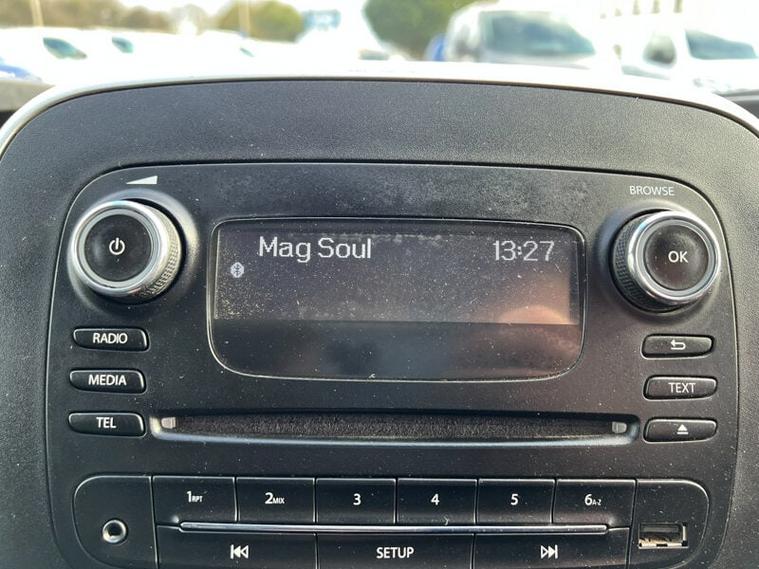 BROWSE
Mag Soul 13:27
OK
RADIO
MEDIA TEXT
TEL
1RPT 2MIX 3 4 5 6A-Z
SETUP